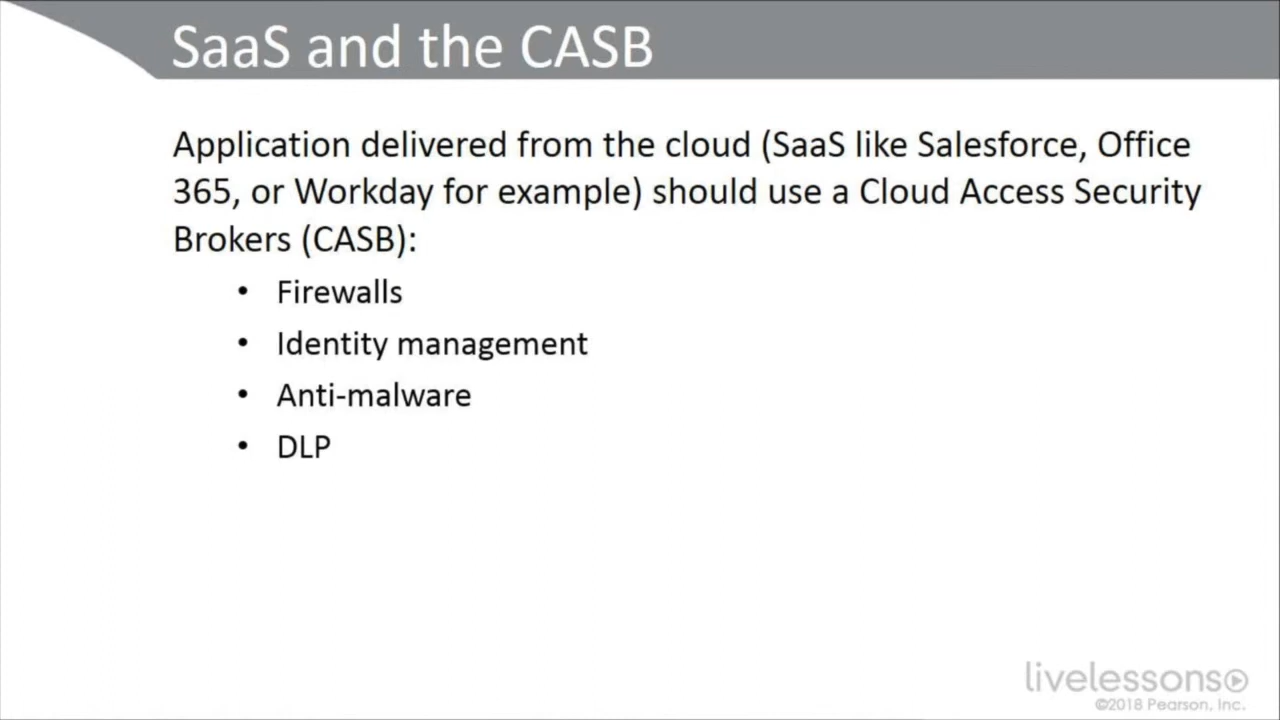 SaaS and the CASB
Application delivered from the cloud (SaaS like Salesforce, Office
365, or Workday for example) should use a Cloud Access Security
Brokers (CASB):
• Firewalls
• Identity management
• Anti-malware
• DLP
livelessons
©2018 Pearson, Inc.